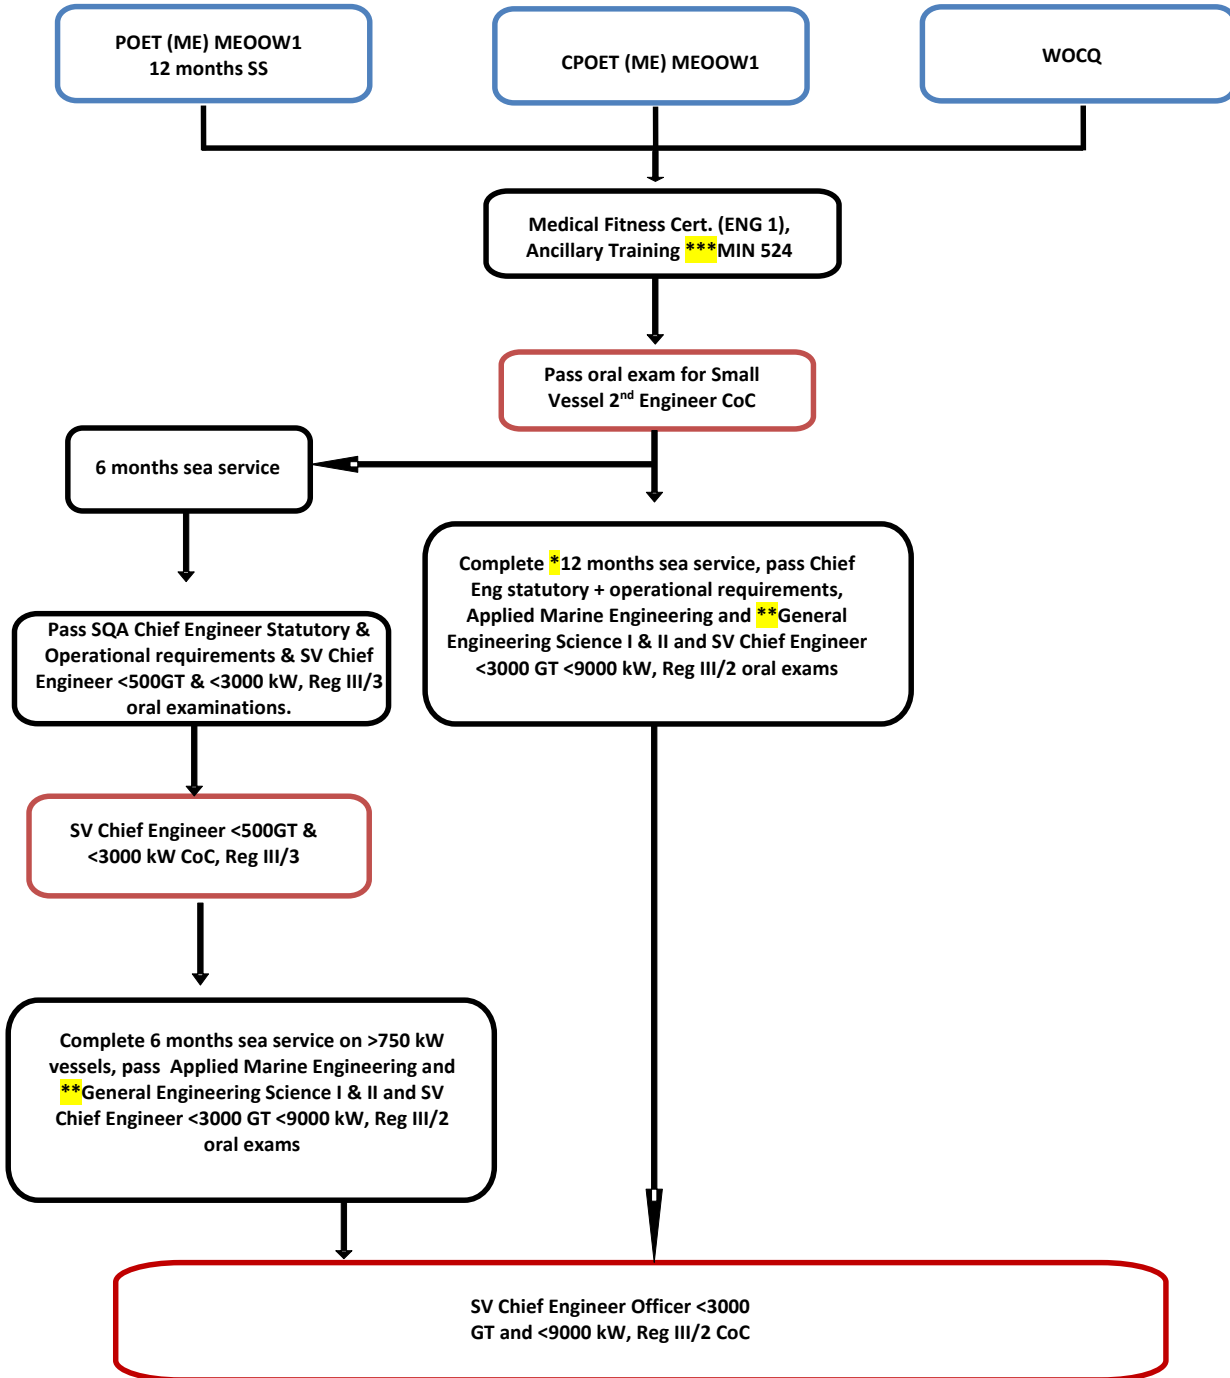 POET (ME) MEOOW1
12 months SS
CPOET (ME) MEOOW1
WOCQ
Medical Fitness Cert. (ENG 1),
Ancillary Training ***MIN 524
Pass oral exam for Small
Vessel 2nd Engineer CoC
6 months sea service
Complete *12 months sea service, pass Chief
Eng statutory + operational requirements,
Applied Marine Engineering and **General
Engineering Science I & II and SV Chief Engineer
<3000 GT <9000 kW, Reg III/2 oral exams
Pass SQA Chief Engineer Statutory &
Operational requirements & SV Chief
Engineer <500GT & <3000 kW, Reg III/3
oral examinations.
SV Chief Engineer <500GT &
<3000 kW CoC, Reg III/3
Complete 6 months sea service on >750 kW
vessels, pass Applied Marine Engineering and
**General Engineering Science I & II and SV
Chief Engineer <3000 GT <9000 kW, Reg III/2
oral exams
SV Chief Engineer Officer <3000
GT and <9000 kW, Reg III/2 CoC